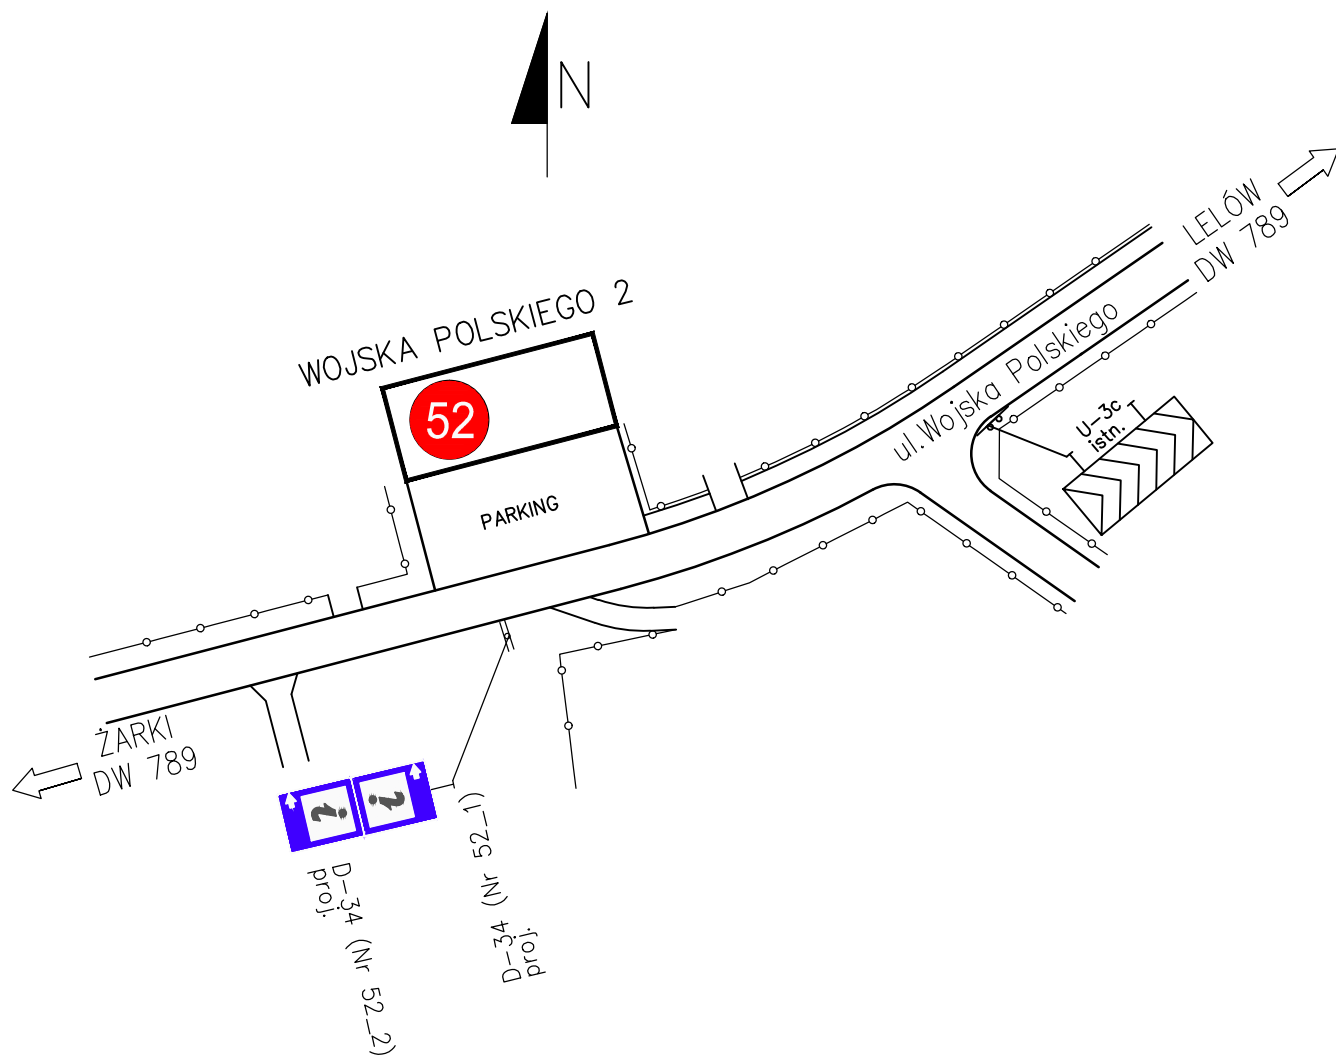 N
LELÓW
DW 789
WOJSKA POLSKIEGO 2
52
ul.Wojska Polskiego
U-3c
istn.
PARKING
ŻARKI
DW 789
i
i
D-34 (Nr 52_1)
proj.
D-34 (Nr 52_2)
proj.